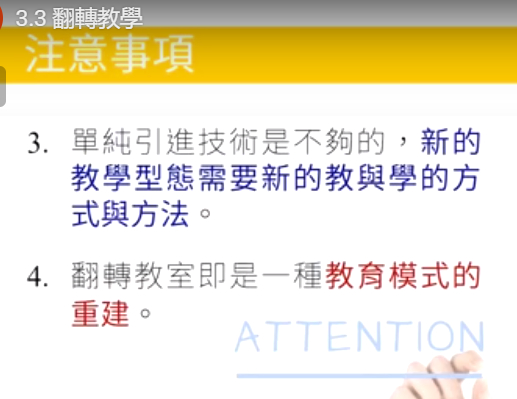 3.3 翻轉教學
注意事項
3. 單純引進技術是不夠的，新的
教學型態需要新的教與學的方
式與方法。
4. 翻轉教室即是一種教育模式的
重建。
ATTENTION